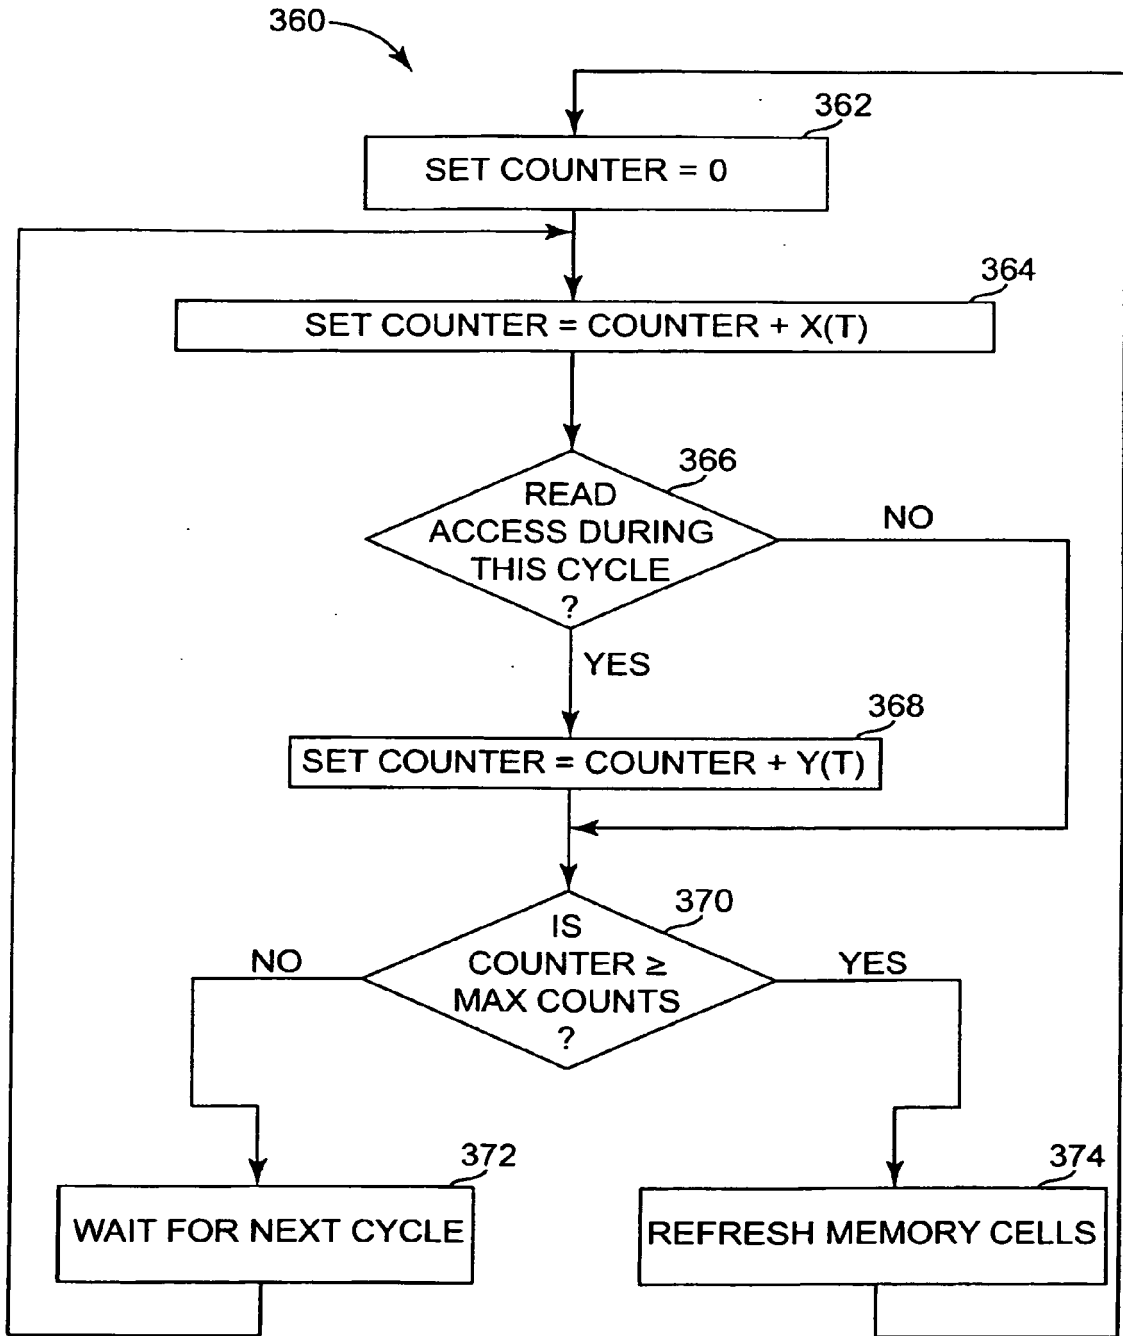 360
362
SET COUNTER = 0
364
SET COUNTER = COUNTER + X(T)
366
READ
ACCESS DURING
THIS CYCLE
?
NO
YES
368
SET COUNTER = COUNTER + Y(T)
370
IS
COUNTER ≥
MAX COUNTS
?
NO
YES
372
WAIT FOR NEXT CYCLE
374
REFRESH MEMORY CELLS